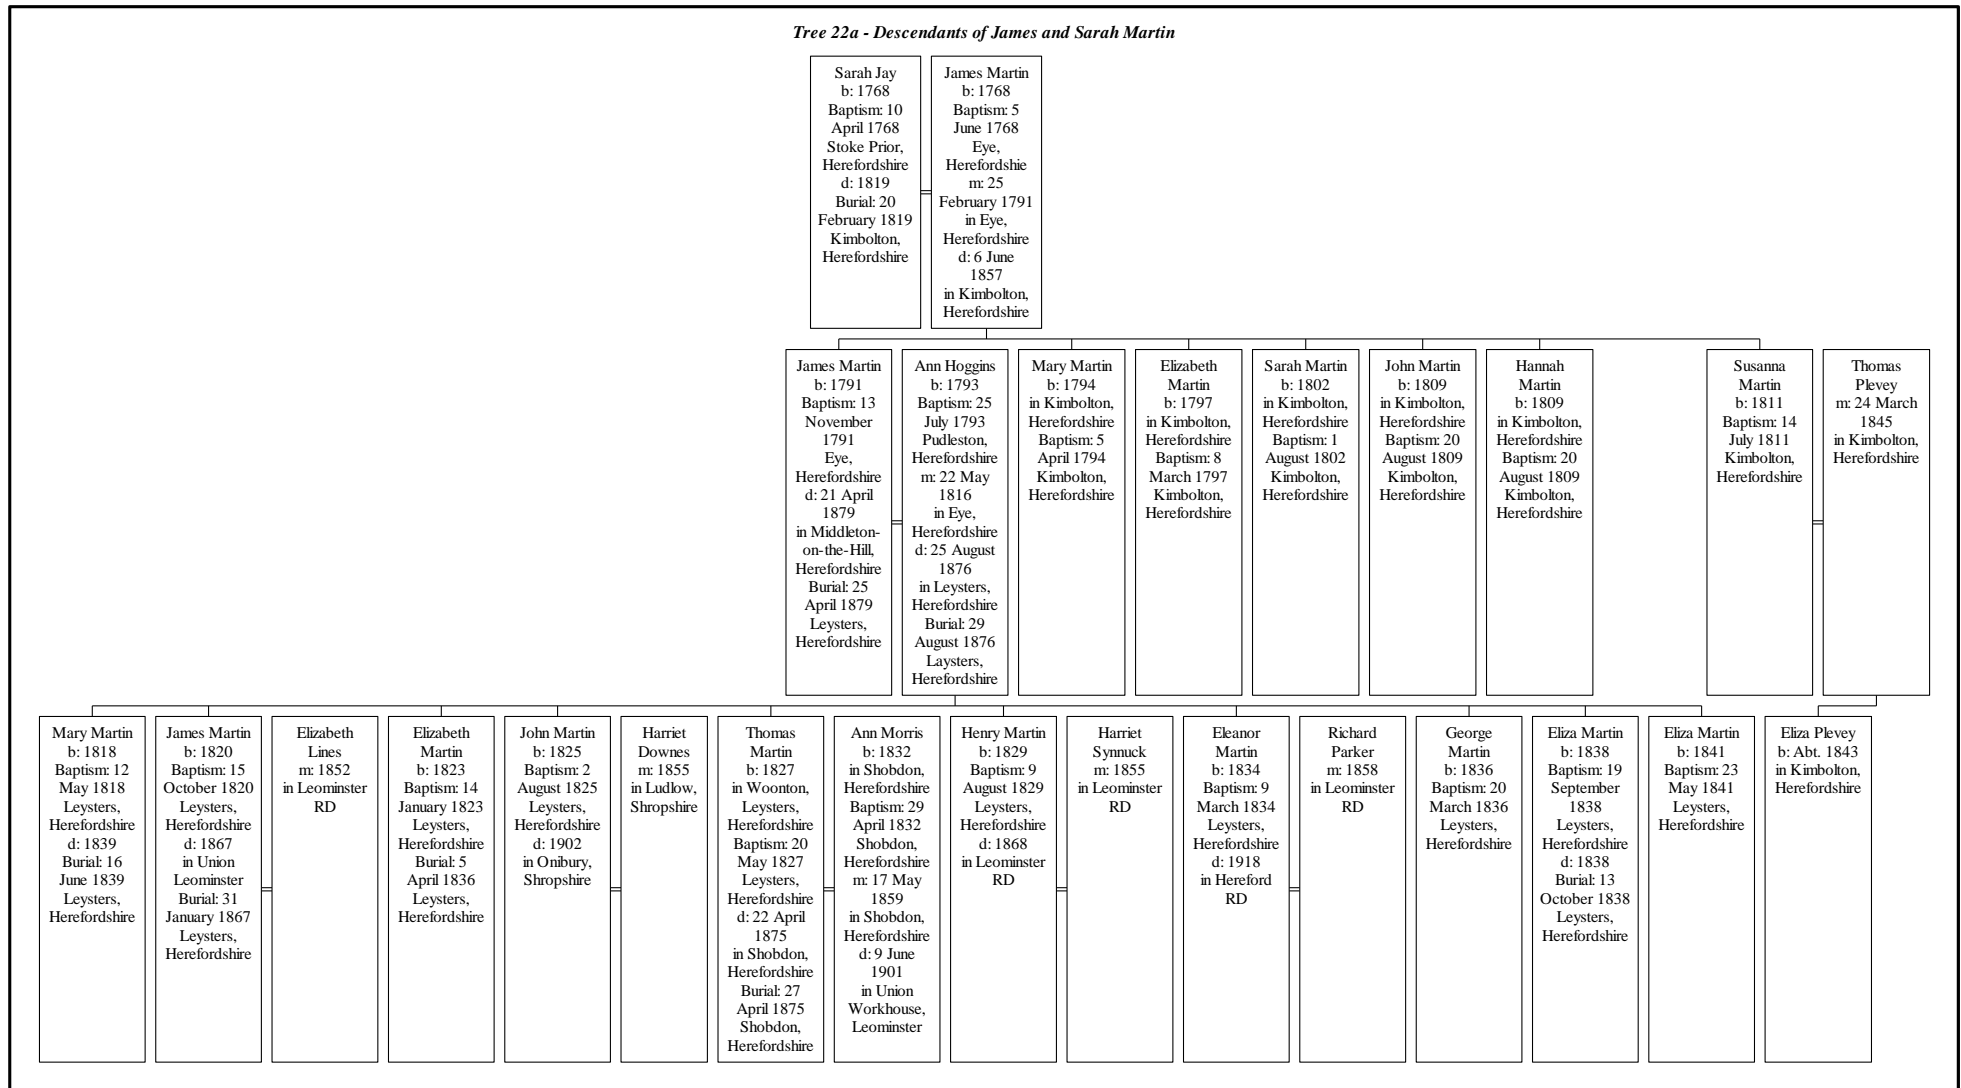 Tree 22a - Descendants of James and Sarah Martin
Sarah Jay
b: 1768
Baptism: 10
April 1768
Stoke Prior,
Herefordshire
d: 1819
Burial: 20
February 1819
Kimbolton,
Herefordshire
James Martin
b: 1768
Baptism: 5
June 1768
Eye,
Herefordshie
m: 25
February 1791
in Eye,
Herefordshire
d: 6 June
1857
in Kimbolton,
Herefordshire
James Martin
b: 1791
Baptism: 13
November
1791
Eye,
Herefordshire
d: 21 April
1879
in Middleton-
on-the-Hill,
Herefordshire
Burial: 25
April 1879
Leysters,
Herefordshire
Ann Hoggins
b: 1793
Baptism: 25
July 1793
Pudleston,
Herefordshire
m: 22 May
1816
in Eye,
Herefordshire
d: 25 August
1876
in Leysters,
Herefordshire
Burial: 29
August 1876
Laysters,
Herefordshire
Mary Martin
b: 1794
in Kimbolton,
Herefordshire
Baptism: 5
April 1794
Kimbolton,
Herefordshire
Elizabeth
Martin
b: 1797
in Kimbolton,
Herefordshire
Baptism: 8
March 1797
Kimbolton,
Herefordshire
Sarah Martin
b: 1802
in Kimbolton,
Herefordshire
Baptism: 1
August 1802
Kimbolton,
Herefordshire
John Martin
b: 1809
in Kimbolton,
Herefordshire
Baptism: 20
August 1809
Kimbolton,
Herefordshire
Hannah
Martin
b: 1809
in Kimbolton,
Herefordshire
Baptism: 20
August 1809
Kimbolton,
Herefordshire
Susanna
Martin
b: 1811
Baptism: 14
July 1811
Kimbolton,
Herefordshire
Thomas
Plevey
m: 24 March
1845
in Kimbolton,
Herefordshire
Mary Martin
b: 1818
Baptism: 12
May 1818
Leysters,
Herefordshire
d: 1839
Burial: 16
June 1839
Leysters,
Herefordshire
James Martin
b: 1820
Baptism: 15
October 1820
Leysters,
Herefordshire
d: 1867
in Union
Leominster
Burial: 31
January 1867
Leysters,
Herefordshire
Elizabeth
Lines
m: 1852
in Leominster
RD
Elizabeth
Martin
b: 1823
Baptism: 14
January 1823
Leysters,
Herefordshire
Burial: 5
April 1836
Leysters,
Herefordshire
John Martin
b: 1825
Baptism: 2
August 1825
Leysters,
Herefordshire
d: 1902
in Onibury,
Shropshire
Harriet
Downes
m: 1855
in Ludlow,
Shropshire
Thomas
Martin
b: 1827
in Woonton,
Leysters,
Herefordshire
Baptism: 20
May 1827
Leysters,
Herefordshire
d: 22 April
1875
in Shobdon,
Herefordshire
Burial: 27
April 1875
Shobdon,
Herefordshire
Ann Morris
b: 1832
in Shobdon,
Herefordshire
Baptism: 29
April 1832
Shobdon,
Herefordshire
m: 17 May
1859
in Shobdon,
Herefordshire
d: 9 June
1901
in Union
Workhouse,
Leominster
Henry Martin
b: 1829
Baptism: 9
August 1829
Leysters,
Herefordshire
d: 1868
in Leominster
RD
Harriet
Synnuck
m: 1855
in Leominster
RD
Eleanor
Martin
b: 1834
Baptism: 9
March 1834
Leysters,
Herefordshire
d: 1918
in Hereford
RD
Richard
Parker
m: 1858
in Leominster
RD
George
Martin
b: 1836
Baptism: 20
March 1836
Leysters,
Herefordshire
Eliza Martin
b: 1838
Baptism: 19
September
1838
Leysters,
Herefordshire
d: 1838
Burial: 13
October 1838
Leysters,
Herefordshire
Eliza Martin
b: 1841
Baptism: 23
May 1841
Leysters,
Herefordshire
Eliza Plevey
b: Abt. 1843
in Kimbolton,
Herefordshire